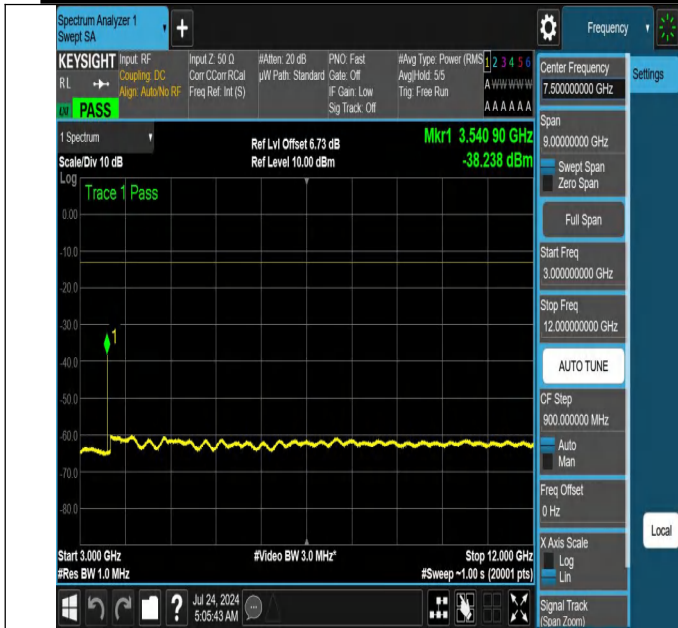 Spectrum Analyzer 1
Swept SA
+
Frequency
KEYSIGHT
RL
PASS
Input: RF
Coupling: DC
Align: Auto/No RF
Input Z: 50 Ω
Corr CCorr RCal
Freq Ref: Int (S)
#Atten: 20 dB
µW Path: Standard
PNO: Fast
Gate: Off
IF Gain: Low
Sig Track: Off
#Avg Type: Power (RMS
Avg|Hold: 5/5
Trig: Free Run
1 2 3 4 5 6
A W W W W W
A A A A A A
1 Spectrum
Scale/Div 10 dB
Log
Ref Lvl Offset 6.73 dB
Ref Level 10.00 dBm
Mkr1 3.540 90 GHz
-38.238 dBm
Trace 1 Pass
0.00
-10.0
-20.0
-30.0
1
-40.0
-50.0
-60.0
-70.0
-80.0
Start 3.000 GHz
#Res BW 1.0 MHz
#Video BW 3.0 MHz*
Stop 12.000 GHz
#Sweep ~1.00 s (20001 pts)
Center Frequency
7.500000000 GHz
Settings
Span
9.00000000 GHz
Swept Span
Zero Span
Full Span
Start Freq
3.000000000 GHz
Stop Freq
12.000000000 GHz
AUTO TUNE
CF Step
900.000000 MHz
Auto
Man
Freq Offset
0 Hz
X Axis Scale
Log
Lin
Local
Signal Track
(Span Zoom)
?
Jul 24, 2024
5:05:43 AM